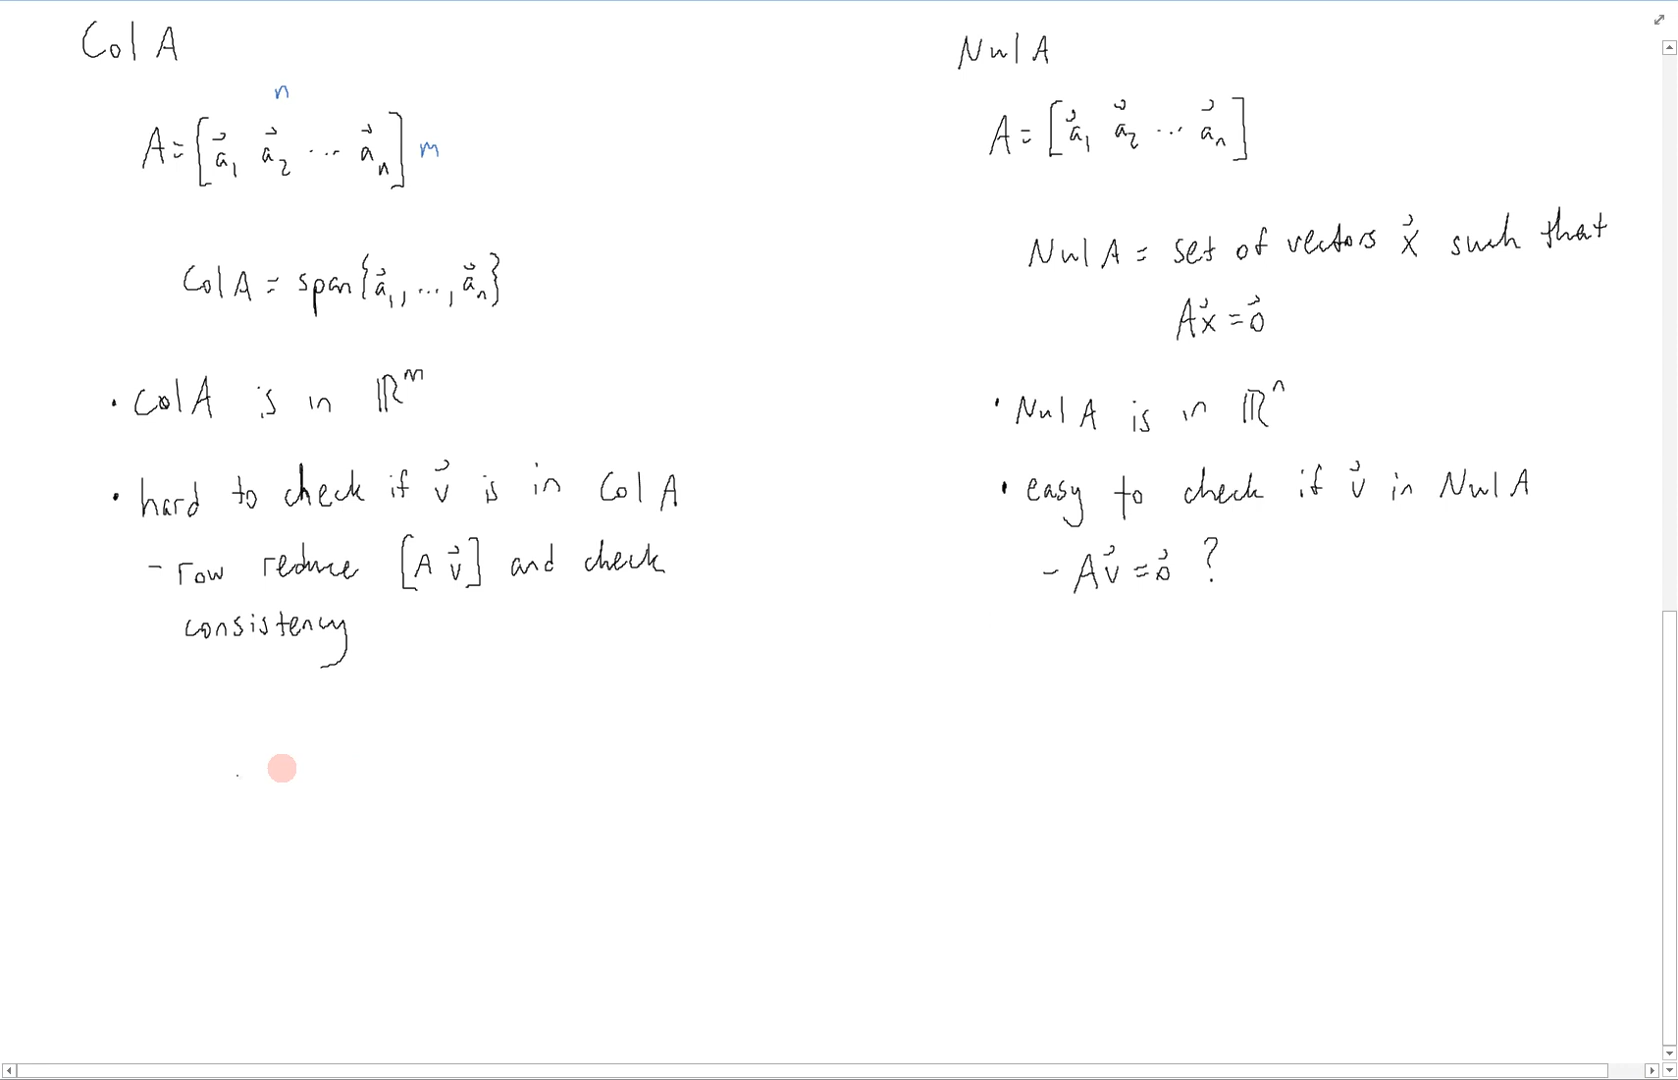 Col A
n
A = [a⃗₁ a⃗₂ ... a⃗ₙ] m
Col A = span{a⃗₁, ..., a⃗ₙ}
• Col A is in ℝᵐ
• hard to check if v⃗ is in Col A
- row reduce [A v⃗] and check
consistency
Nul A
A = [a⃗₁ a⃗₂ ... a⃗ₙ]
Nul A = set of vectors x⃗ such that
Ax⃗ = 0⃗
• Nul A is in ℝⁿ
• easy to check if v⃗ in Nul A
- Av⃗ = 0⃗ ?